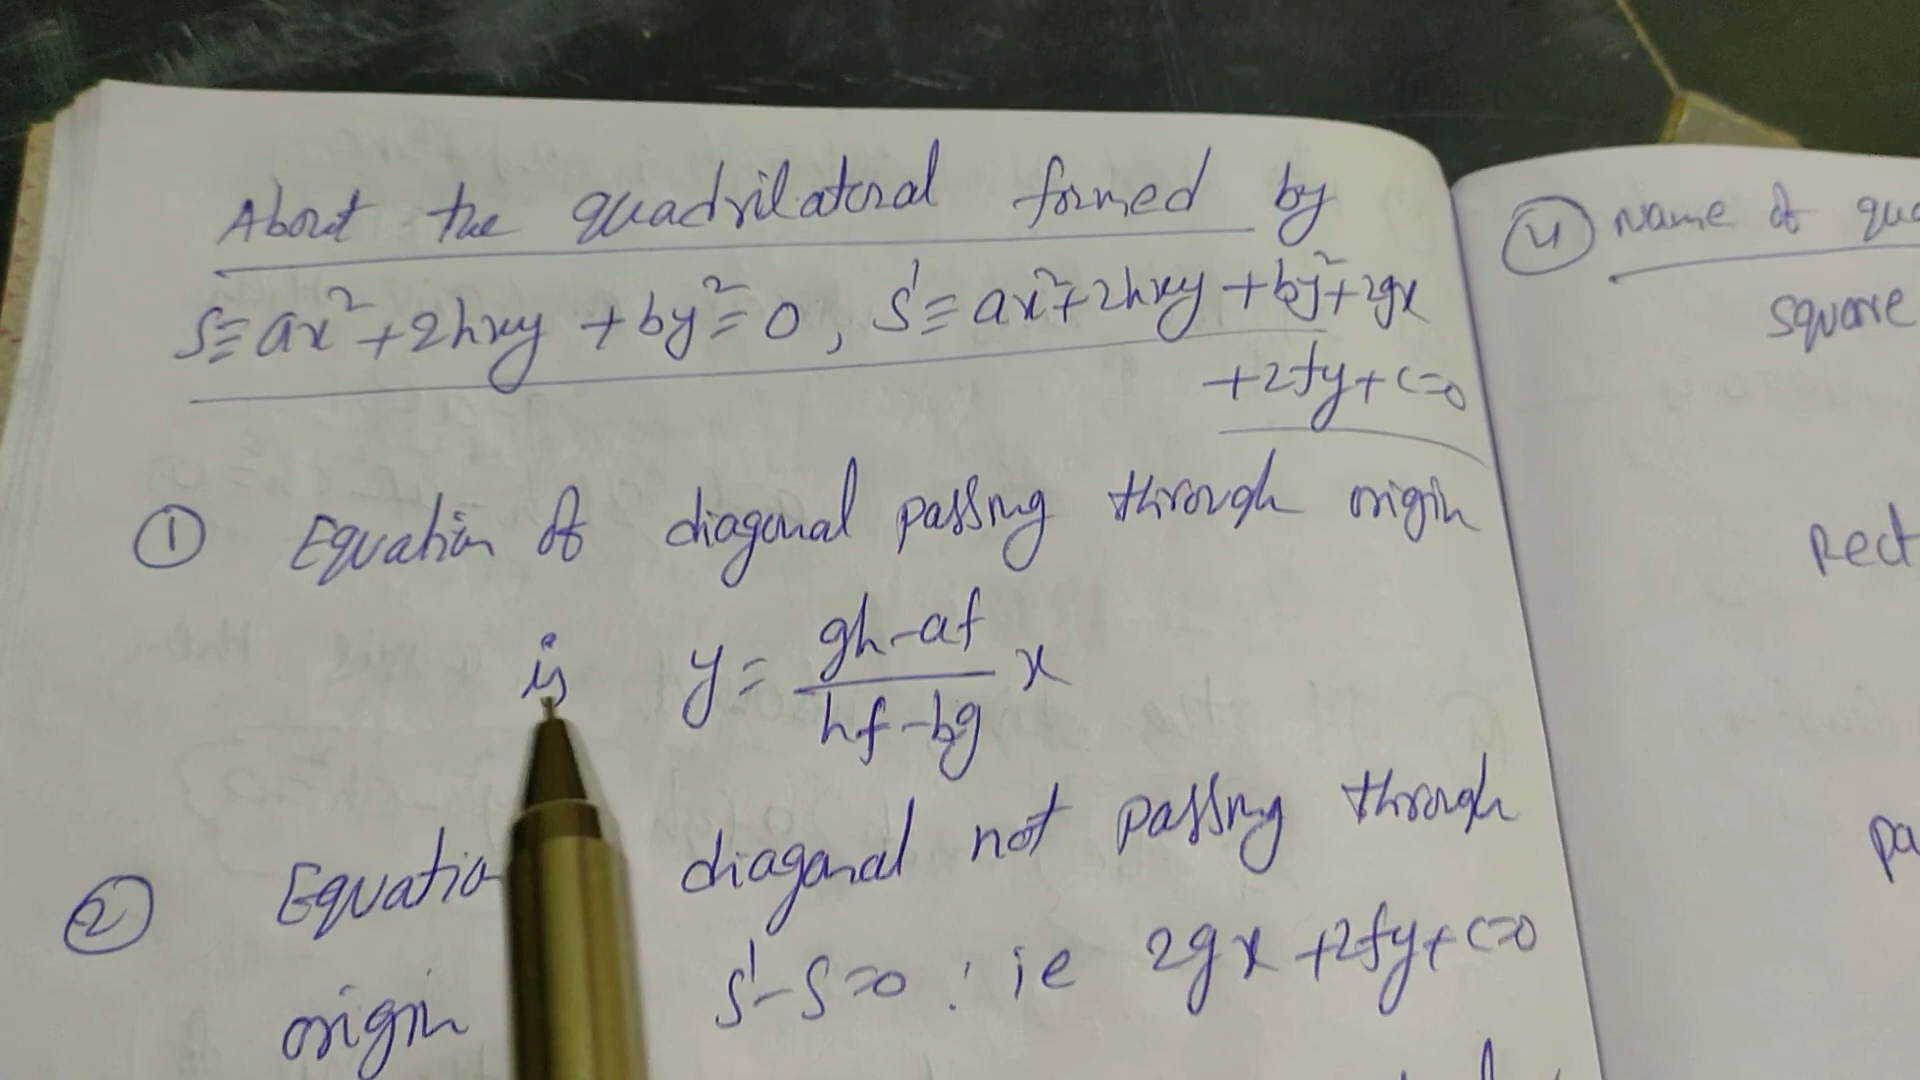 About the quadrilateral formed by
S≡ax²+2hxy+by²=0, S'≡ax²+2hxy+by²+2gx
+2fy+c=0
① Equation of diagonal passing through origin
is y= gh-af / hf-bg x
② Equatio diagonal not passing through
origin S'-S=0 : ie 2gx+2fy+c=0
④ Name of qua
square
Rect
pa